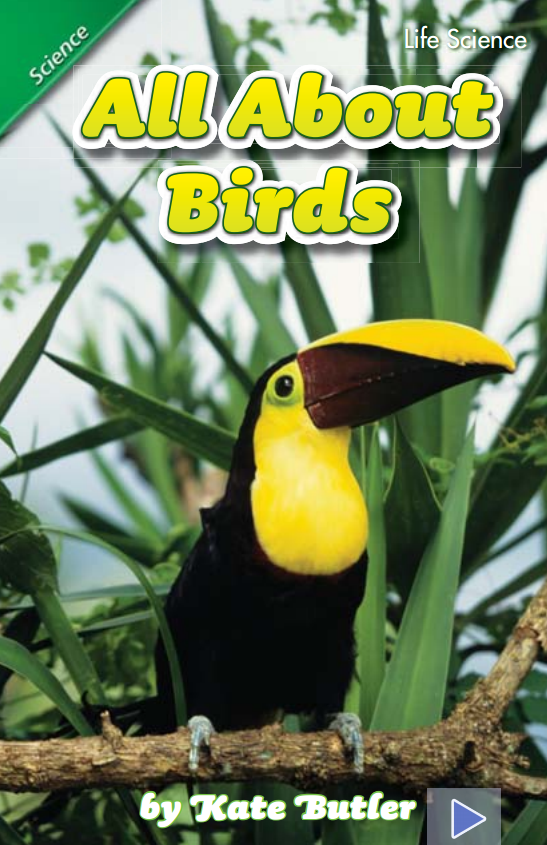 Science
Life Science
All About
Birds
by Kate Butler